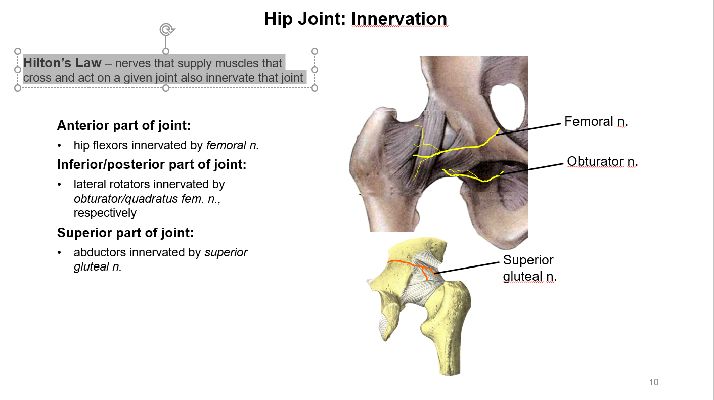 Hip Joint: Innervation
Hilton's Law – nerves that supply muscles that
cross and act on a given joint also innervate that joint
Anterior part of joint:
• hip flexors innervated by femoral n.
Inferior/posterior part of joint:
• lateral rotators innervated by
obturator/quadratus fem. n.,
respectively
Superior part of joint:
• abductors innervated by superior
gluteal n.
Femoral n.
Obturator n.
Superior
gluteal n.
10